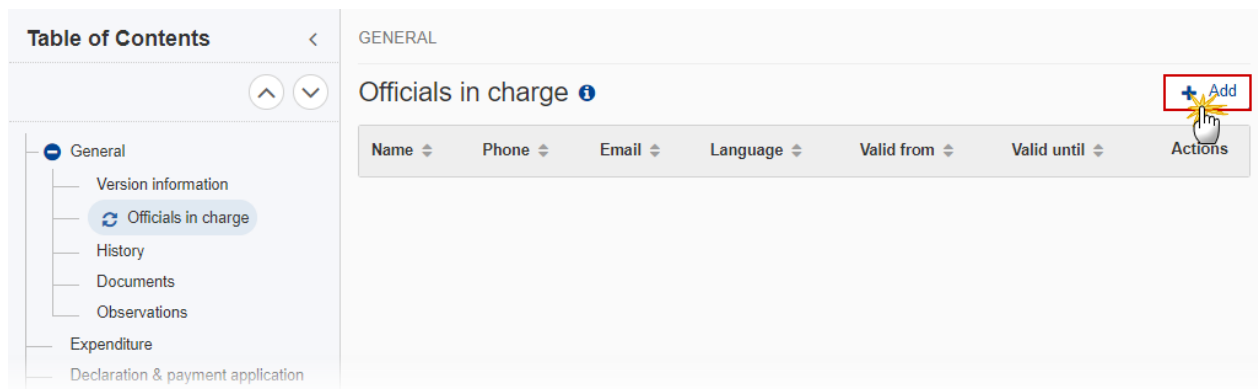 Table of Contents
GENERAL
Officials in charge
Add
Name Phone Email Language Valid from Valid until Actions
General
Version information
Officials in charge
History
Documents
Observations
Expenditure
Declaration & payment application